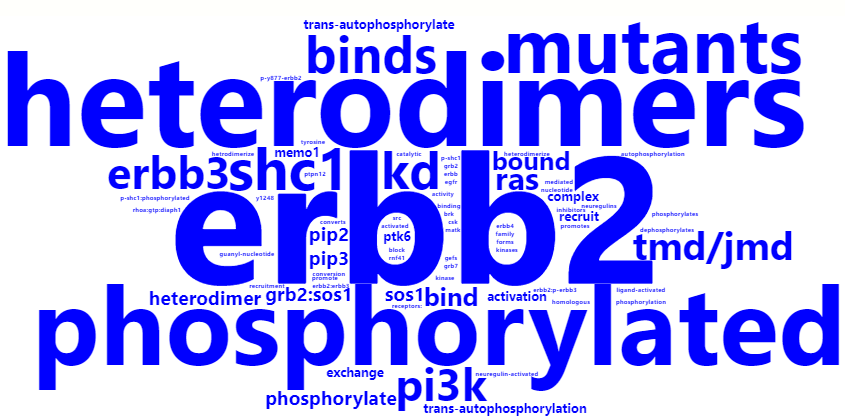 trans-autophosphorylate
binds
mutants
p-y877-erbb2
heterodimers
tyrosine
hetrodimerize
memo1
catalytic
p-shc1
heterodimerize
autophosphorylation
erbb3
shc1
ptpn12
kd
grb2
erbb
egfr
bound
ras
mediated
nucleotide
p-shc1:phosphorylated
y1248
activity
complex
rhox:gtp:diaph1
erbb2
binding
brk
csk
matk
inhibitors
neuregulins
recruit
promotes
phosphorylates
dephosphorylates
converts
pip2
src
activated
ptk6
erbb4
family
forms
kinases
tmd/jmd
guanyl-nucleotide
pip3
block
rnf41
gefs
grb7
conversion
promote
kinase
recruitment
erbb2:erbb3
erbb2:p-erbb3
ligand-activated
heterodimer
grb2:sos1
sos1
bind
activation
homologous
phosphorylation
receptors:
phosphorylated
exchange
pi3k
neuregulin-activated
phosphorylate
trans-autophosphorylation